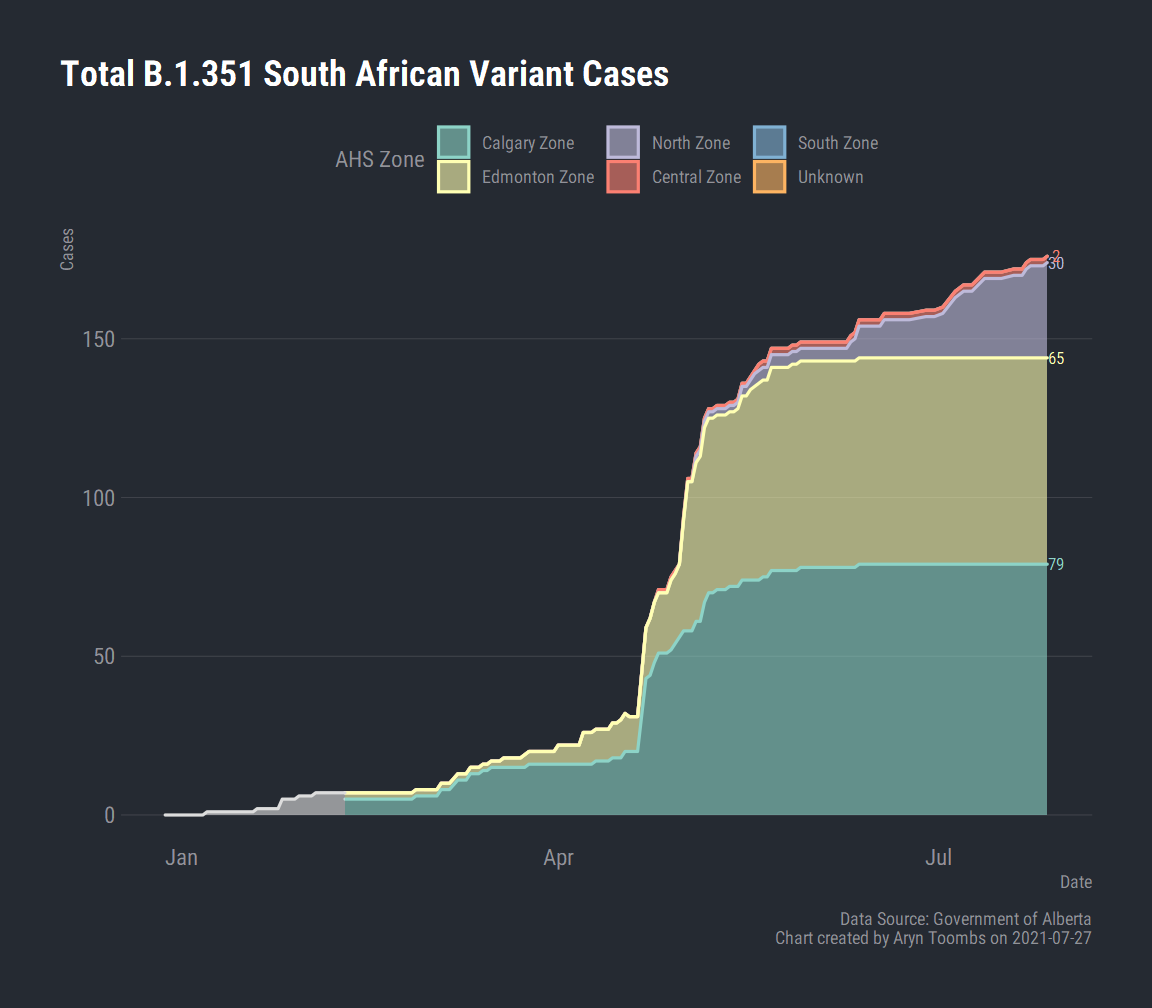 Total B.1.351 South African Variant Cases
AHS Zone
Calgary Zone
North Zone
South Zone
Edmonton Zone
Central Zone
Unknown
Cases
2
30
150
65
100
79
50
0
Jan
Apr
Jul
Date
Data Source: Government of Alberta
Chart created by Aryn Toombs on 2021-07-27